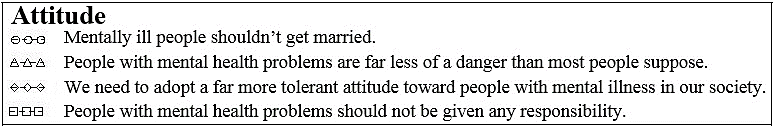 Attitude
Mentally ill people shouldn't get married.
People with mental health problems are far less of a danger than most people suppose.
We need to adopt a far more tolerant attitude toward people with mental illness in our society.
People with mental health problems should not be given any responsibility.